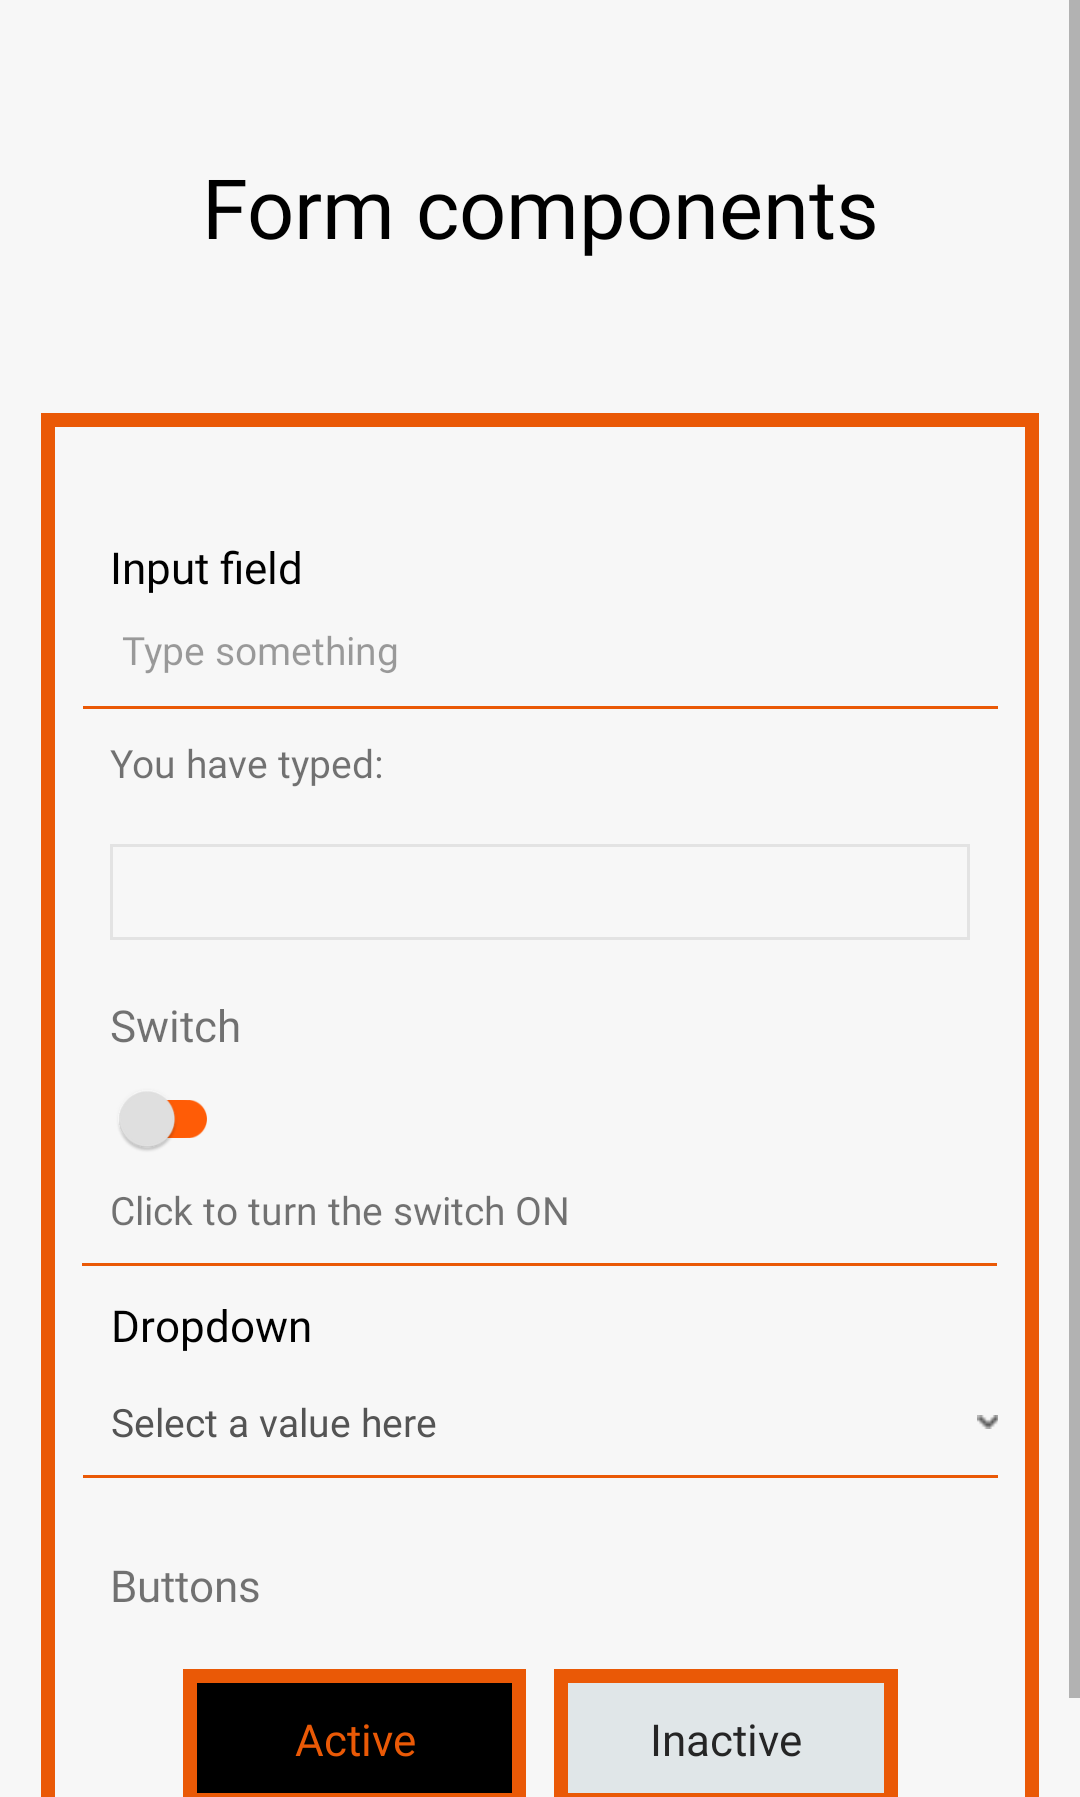 Form components
Input field
Type something
You have typed:
Switch
Click to turn the switch ON
Dropdown
Select a value here
Buttons
Active
Inactive